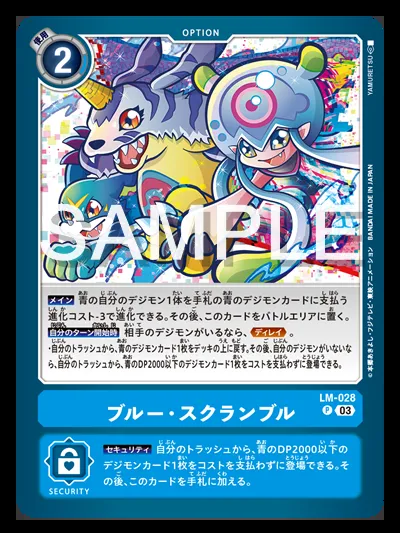 OPTION
使用
2
YAMURETSU
©本郷あきよし・フジテレビ・東映アニメーション BANDAI MADE IN JAPAN
SAMPLE
メイン 青の自分のデジモン1体を手札の青のデジモンカードに支払う
進化コスト-3で進化できる。その後、このカードをバトルエリアに置く。
自分のターン開始時 相手のデジモンがいるなら、ディレイ。
・自分のトラッシュから、青のデジモンカード1枚をデッキの上に戻す。その後、自分のデジモンがいないな
ら、自分のトラッシュから、青のDP2000以下のデジモンカード1枚をコストを支払わずに登場できる。
LM-028
P 03
ブルー・スクランブル
セキュリティ 自分のトラッシュから、青のDP2000以下の
デジモンカード1枚をコストを支払わずに登場できる。そ
の後、このカードを手札に加える。
SECURITY